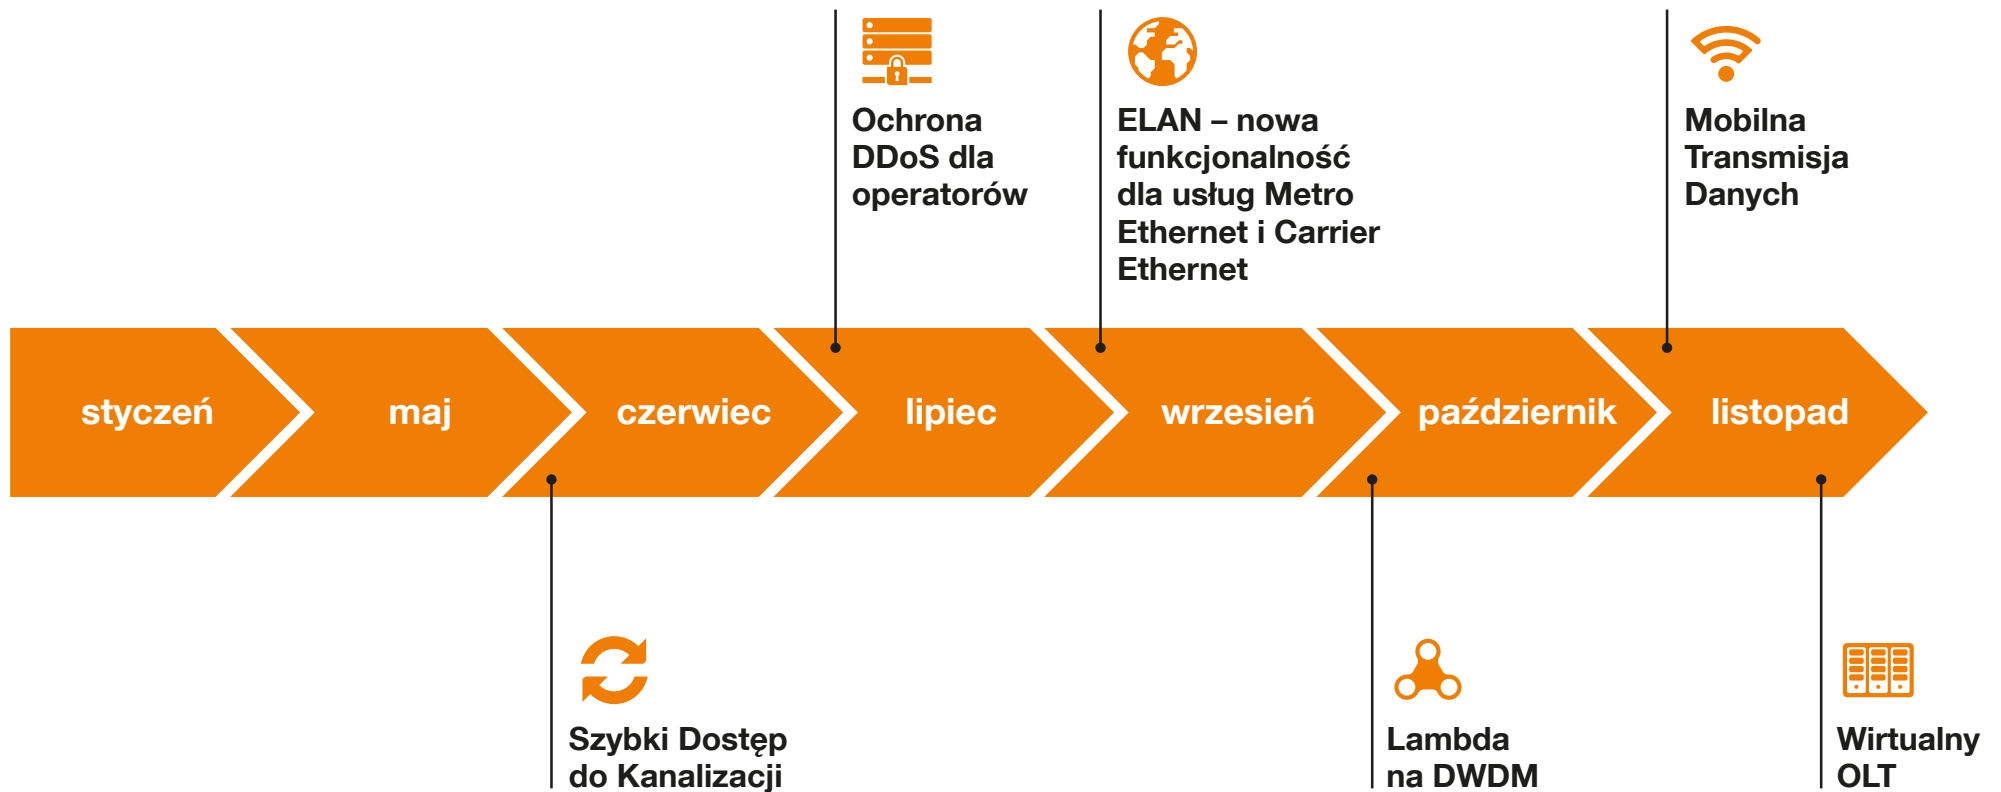 Ochrona
DDoS dla
operatorów
ELAN – nowa
funkcjonalność
dla usług Metro
Ethernet i Carrier
Ethernet
Mobilna
Transmisja
Danych
styczeń
maj
czerwiec
lipiec
wrzesień
październik
listopad
Szybki Dostęp
do Kanalizacji
Lambda
na DWDM
Wirtualny
OLT